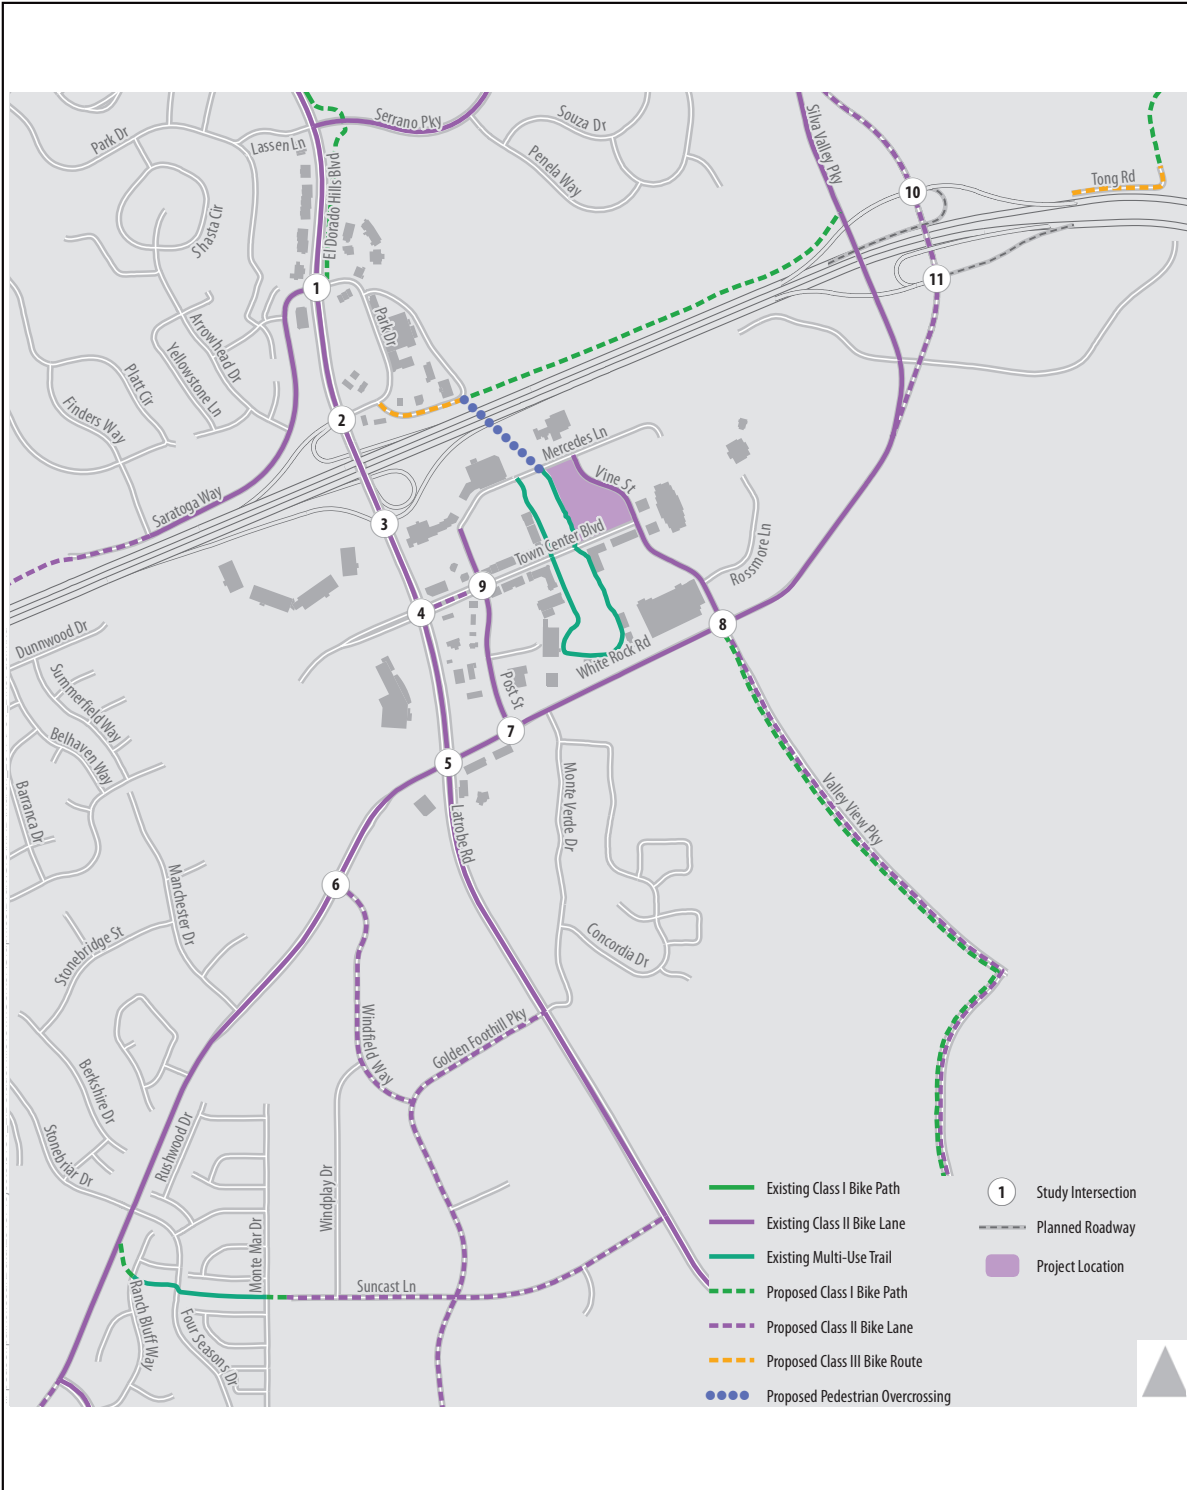 Serrano Pky
Souza Dr
Park Dr
Lassen Ln
Penela Way
Silva Valley Pky
El Dorado Hills Blvd
Tong Rd
10
Shasta Cir
11
1
Park Dr
Arrowhead Dr
Yellowstone Ln
Platt Cir
Finders Way
2
Mercedes Ln
Vine St
Saratoga Way
3
Town Center Blvd
Rossmore Ln
9
4
8
Dunnwood Dr
White Rock Rd
Summerfield Way
Post St
Belhaven Way
7
5
Barranca Dr
Monte Verde Dr
Latrobe Rd
Valley View Pky
6
Manchester Dr
Stonebridge St
Concordia Dr
Windfield Way
Golden Foothill Pky
Berkshire Dr
Stonebriar Dr
Rushwood Dr
Windplay Dr
Monte Mar Dr
Suncast Ln
Ranch Bluff Way
Four Seasons Dr
Existing Class I Bike Path
Existing Class II Bike Lane
Existing Multi-Use Trail
Proposed Class I Bike Path
Proposed Class II Bike Lane
Proposed Class III Bike Route
Proposed Pedestrian Overcrossing
1 Study Intersection
Planned Roadway
Project Location